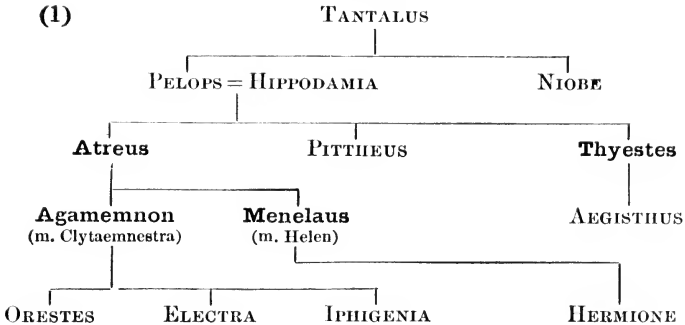 (1) TANTALUS
PELOPS = HIPPODAMIA NIOBE
Atreus PITTHEUS Thyestes
Agamemnon Menelaus AEGISTHUS
(m. Clytaemnestra) (m. Helen)
ORESTES ELECTRA IPHIGENIA HERMIONE